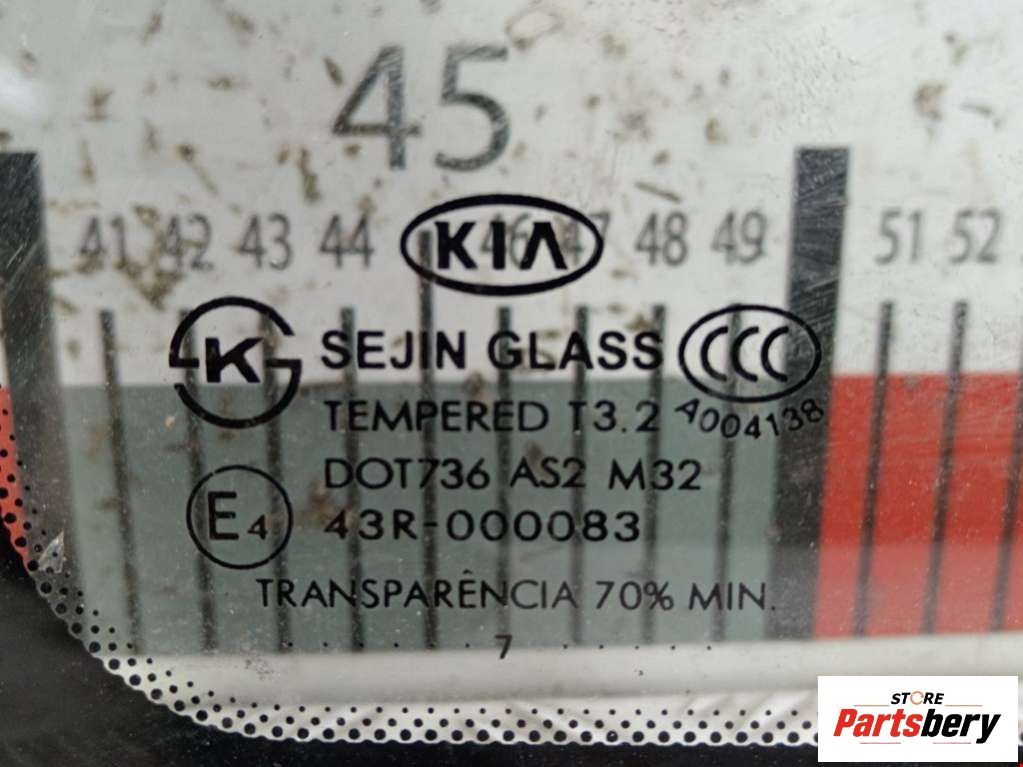 45
41 42 43 44 46 47 48 49 51 52
KIA
K SEJIN GLASS CCC
TEMPERED T3.2 A004138
DOT736 AS2 M32
E4 43R-000083
TRANSPARÊNCIA 70% MIN.
. . . . . . . 7 . . . . . .
STORE
Partsbery